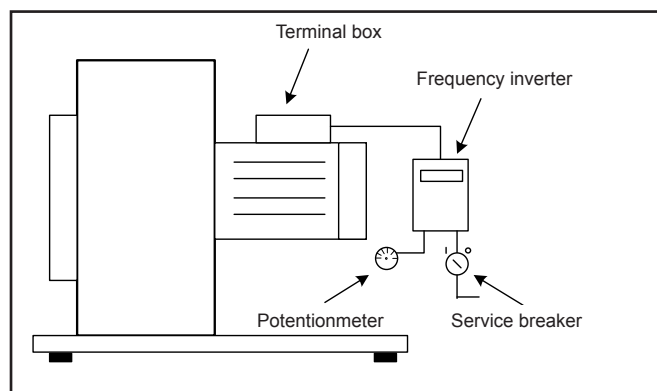 Terminal box
Frequency inverter
I O
Potentionmeter
Service breaker